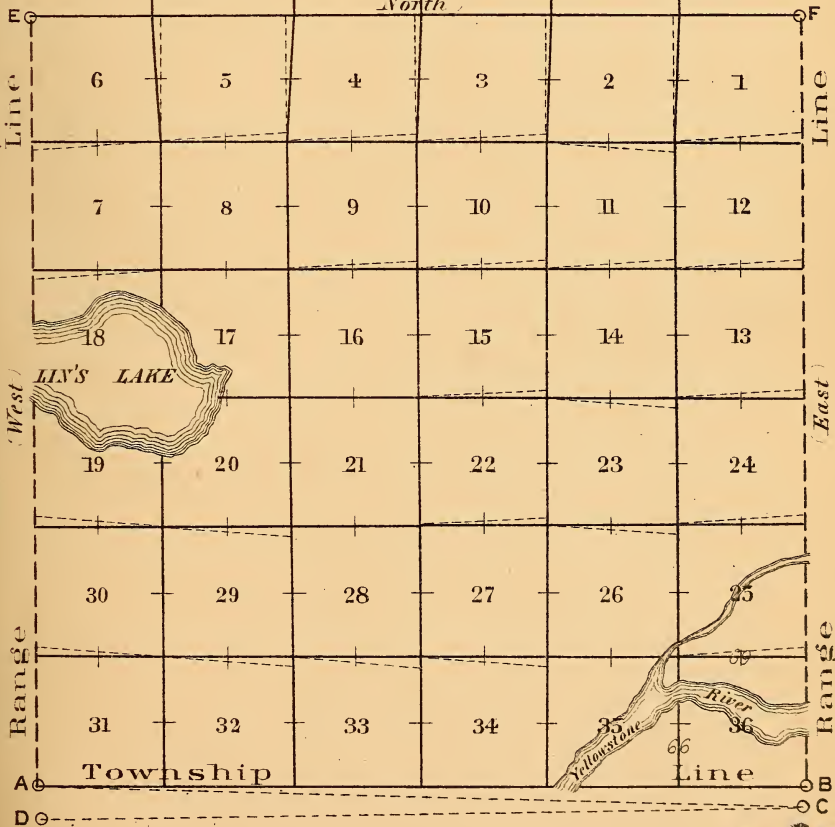 North
E F
Line
6 5 4 3 2 1
Line
7 8 9 10 11 12
18 17 16 15 14 13
(West) LIN'S LAKE (East)
19 20 21 22 23 24
30 29 28 27 26 25
Range 69 Range
31 32 33 34 35 36
River
Yellowstone
66
A Township Line B
C
D